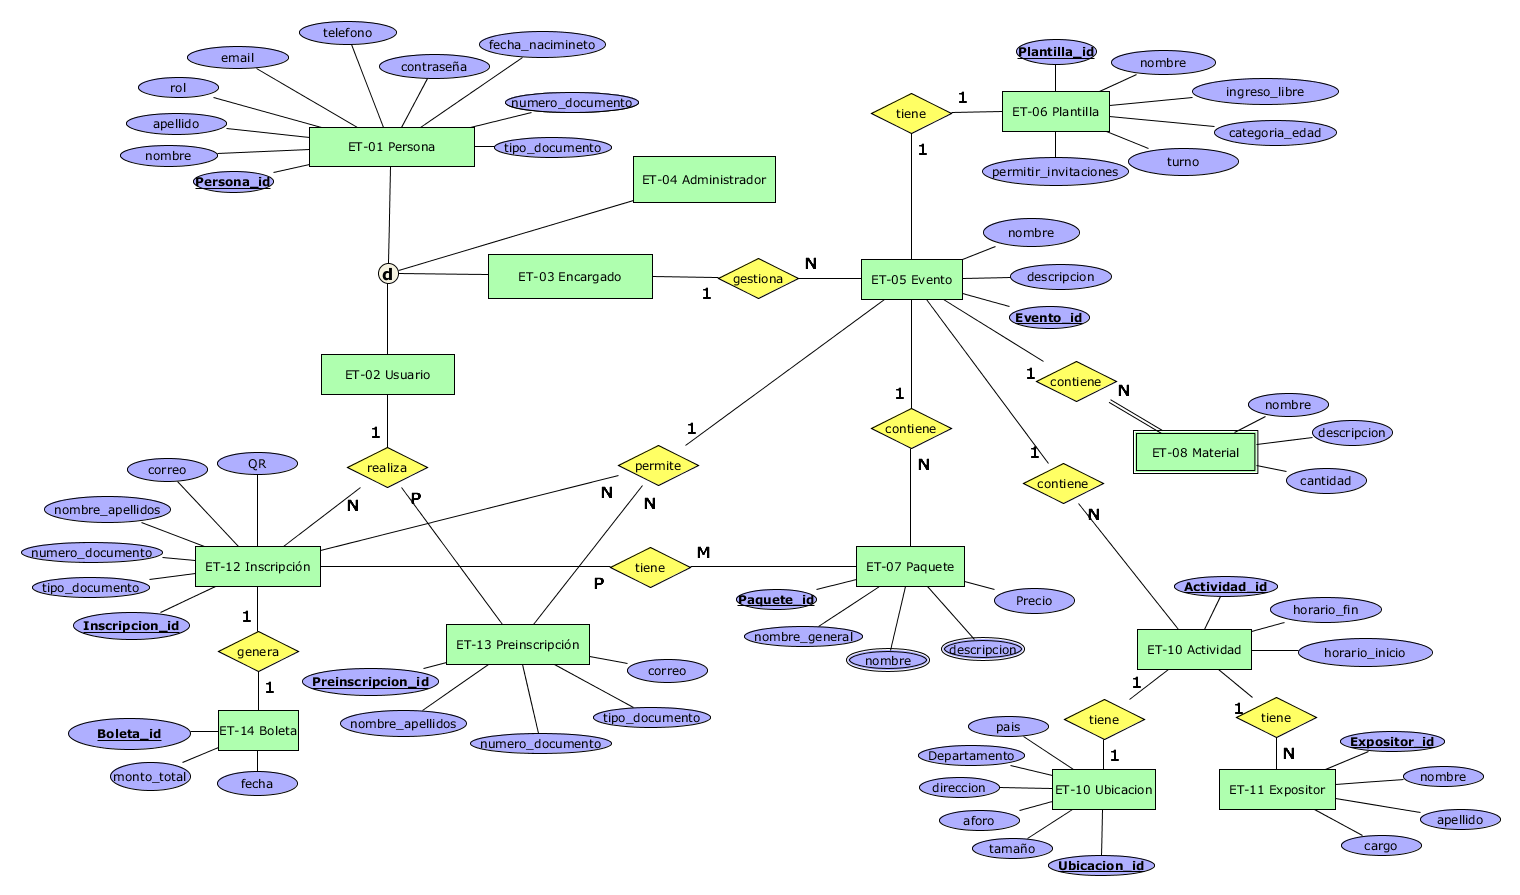 telefono
fecha_nacimineto
email
contraseña
rol
numero_documento
apellido
nombre
tipo_documento
Persona_id
ET-01 Persona
ET-04 Administrador
d
ET-03 Encargado
1
gestiona
N
ET-02 Usuario
tiene
1
1
ET-06 Plantilla
Plantilla_id
nombre
ingreso_libre
categoria_edad
turno
permitir_invitaciones
ET-05 Evento
nombre
descripcion
Evento_id
1
contiene
N
ET-08 Material
nombre
descripcion
cantidad
1
contiene
N
1
contiene
N
1
permite
N
N
1
realiza
N
P
QR
correo
nombre_apellidos
numero_documento
tipo_documento
Inscripcion_id
ET-12 Inscripción
tiene
M
P
ET-07 Paquete
Paquete_id
nombre_general
nombre
descripcion
Precio
1
genera
1
ET-14 Boleta
Boleta_id
monto_total
fecha
ET-13 Preinscripción
Preinscripcion_id
nombre_apellidos
numero_documento
tipo_documento
correo
Actividad_id
horario_fin
horario_inicio
ET-10 Actividad
1
tiene
1
1
tiene
N
pais
Departamento
direccion
aforo
tamaño
Ubicacion_id
ET-10 Ubicacion
ET-11 Expositor
Expositor_id
nombre
apellido
cargo